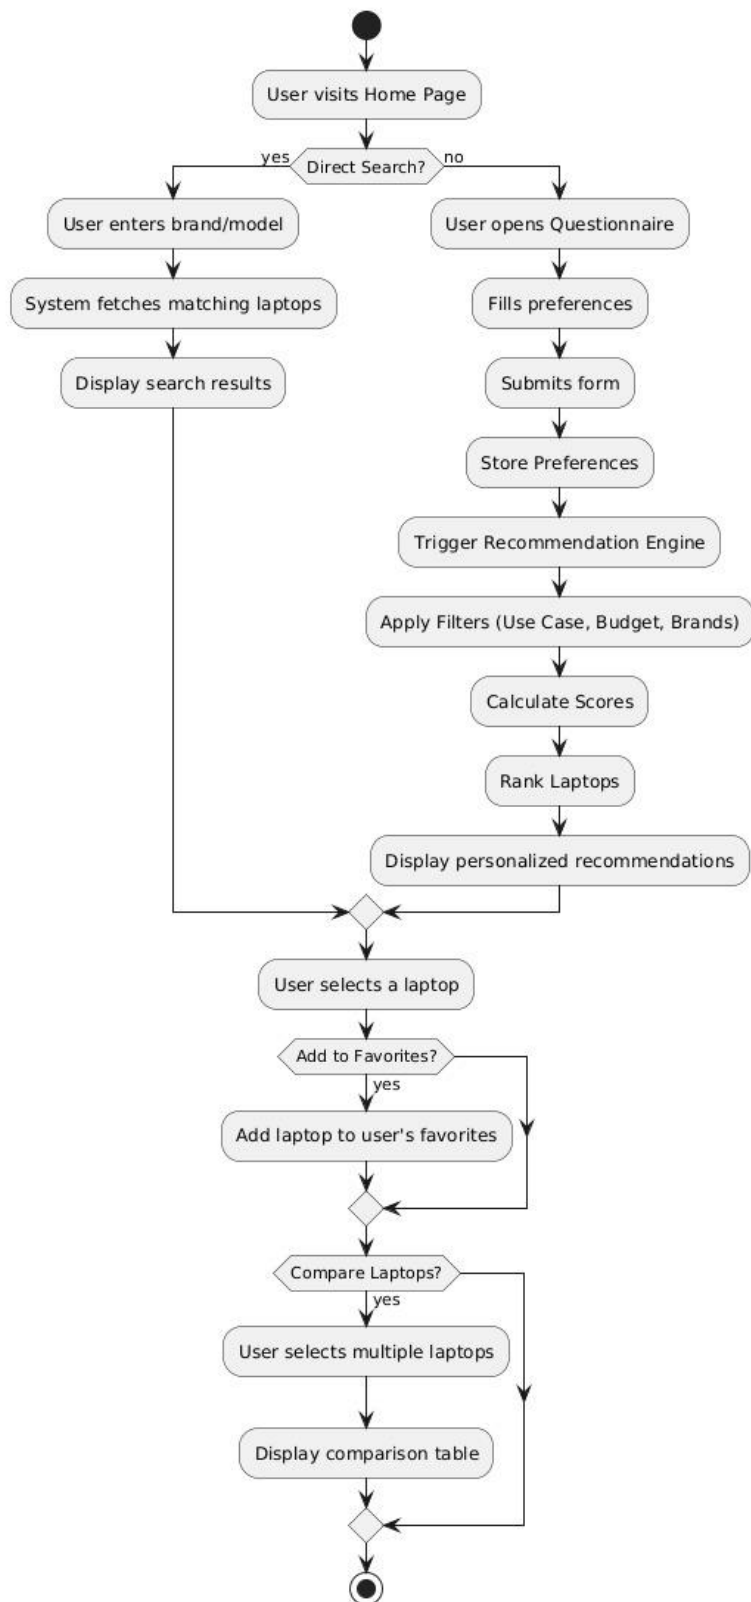 User visits Home Page
yes
Direct Search?
no
User enters brand/model
User opens Questionnaire
System fetches matching laptops
Fills preferences
Display search results
Submits form
Store Preferences
Trigger Recommendation Engine
Apply Filters (Use Case, Budget, Brands)
Calculate Scores
Rank Laptops
Display personalized recommendations
User selects a laptop
Add to Favorites?
yes
Add laptop to user's favorites
Compare Laptops?
yes
User selects multiple laptops
Display comparison table